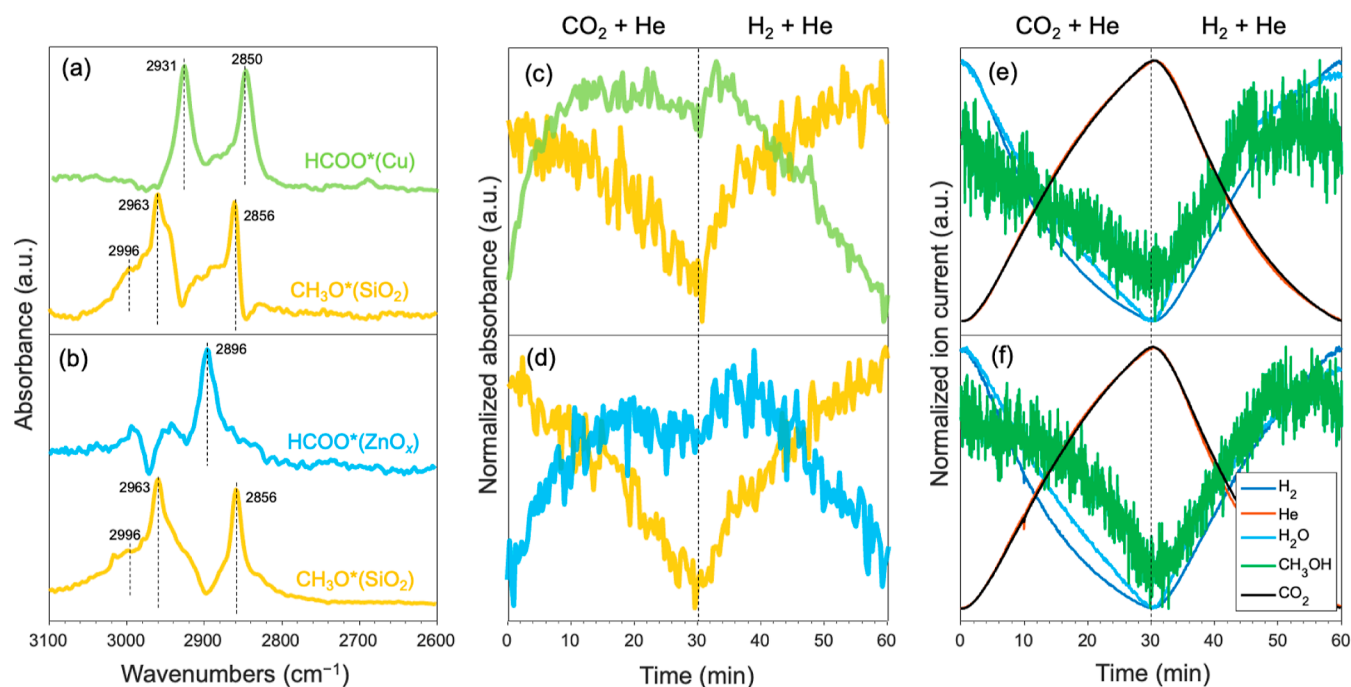 CO₂ + He
H₂ + He
CO₂ + He
H₂ + He
(a)
2931
2850
HCOO*(Cu)
2963
2856
2996
CH₃O*(SiO₂)
(b)
2896
HCOO*(ZnOₓ)
2963
2856
2996
CH₃O*(SiO₂)
Absorbance (a.u.)
3100
3000
2900
2800
2700
2600
Wavenumbers (cm⁻¹)
(c)
(d)
Normalized absorbance (a.u.)
0
10
20
30
40
50
60
Time (min)
(e)
(f)
Normalized ion current (a.u.)
H₂
He
H₂O
CH₃OH
CO₂
0
10
20
30
40
50
60
Time (min)